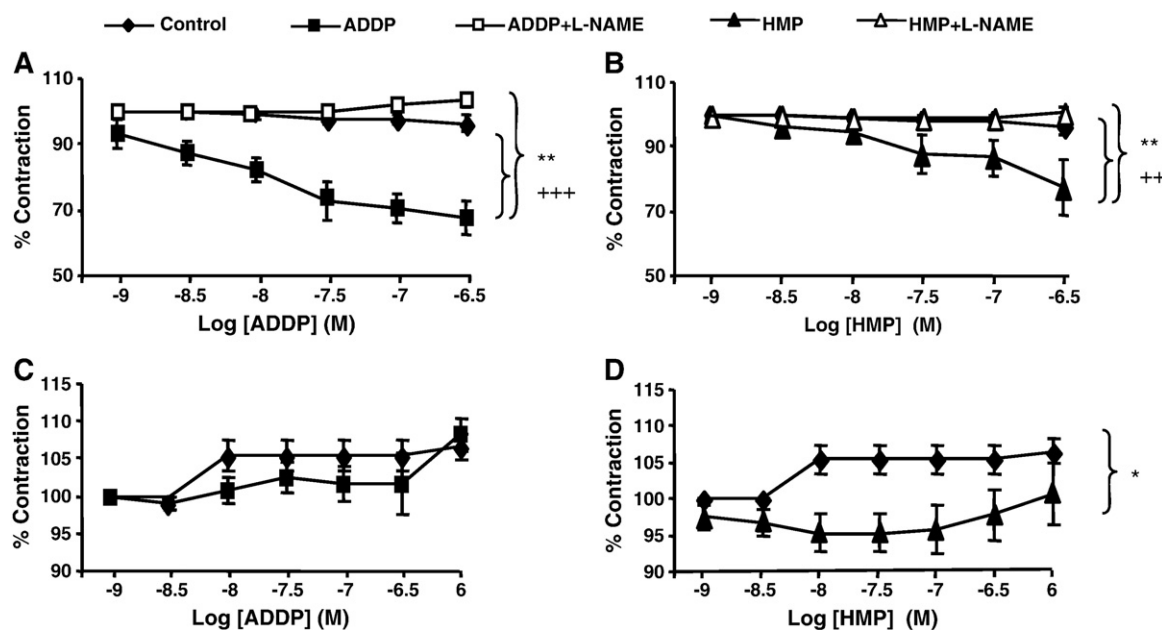 Control ADDP ADDP+L-NAME HMP HMP+L-NAME
A
110
90
70
50
% Contraction
-9 -8.5 -8 -7.5 -7 -6.5
Log [ADDP] (M)
**
+++
B
110
90
70
50
% Contraction
-9 -8.5 -8 -7.5 -7 -6.5
Log [HMP] (M)
**
++
C
115
110
105
100
95
90
% Contraction
-9 -8.5 -8 -7.5 -7 -6.5 6
Log [ADDP] (M)
D
115
110
105
100
95
90
% Contraction
-9 -8.5 -8 -7.5 -7 -6.5 6
Log [HMP] (M)
*